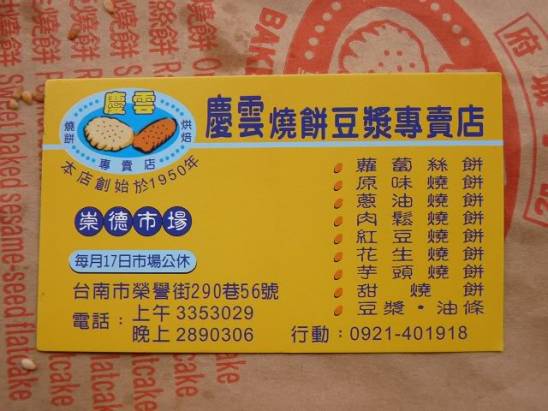 慶雲
燒餅
烘焙
專賣店
本店創始於1950年
慶雲燒餅豆漿專賣店
崇德市場
每月17日市場公休
台南市榮譽街290巷56號
電話：上午 3353029
晚上 2890306
行動：0921-401918
蘿蔔絲餅
原味燒餅
蔥油燒餅
肉鬆燒餅
紅豆燒餅
花生燒餅
芋頭燒餅
甜燒餅
豆漿·油條
府城
Sweet baked sesame-seed flatcake